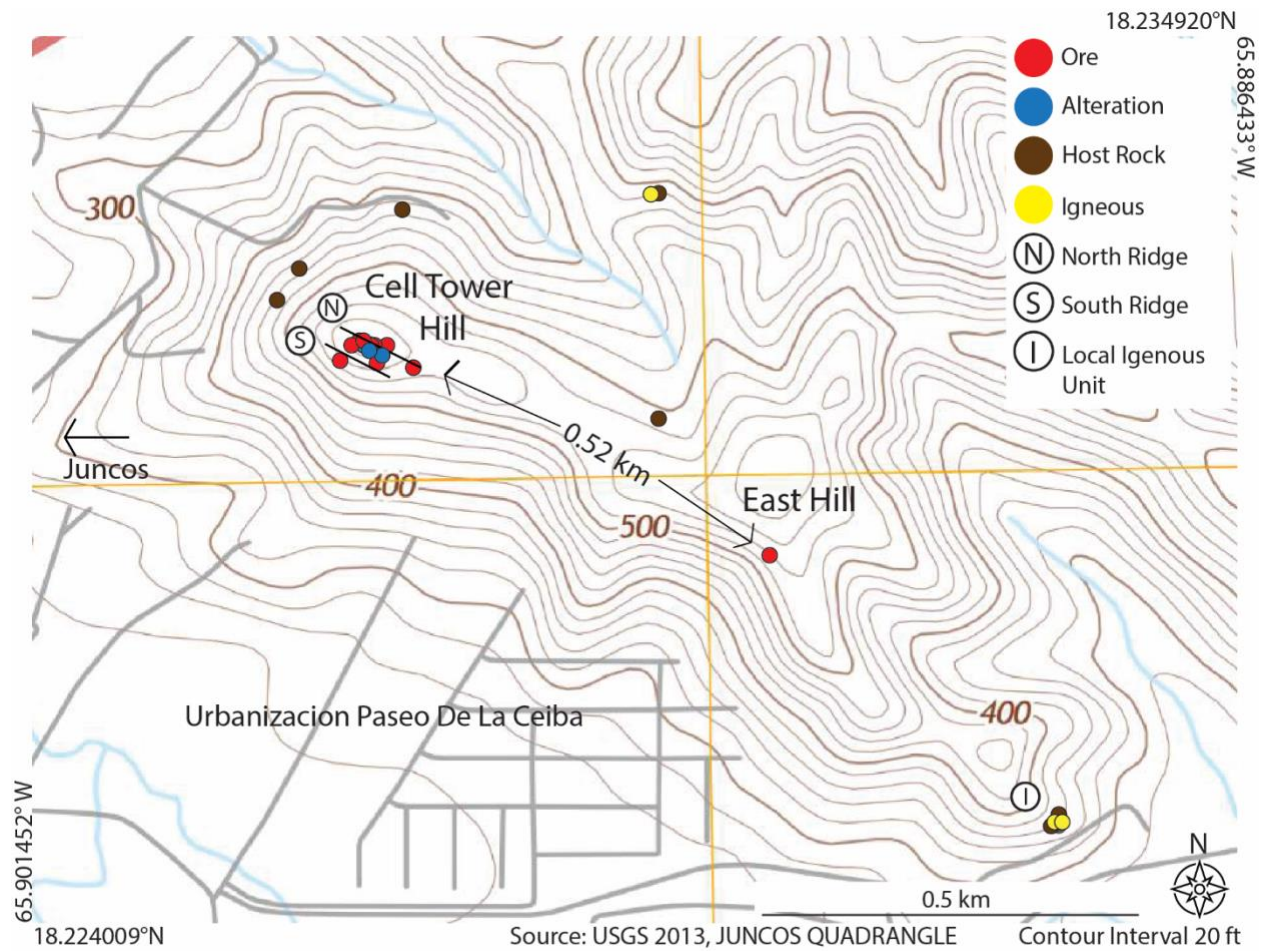 18.234920°N
65.886433° W
Ore
Alteration
Host Rock
Igneous
N North Ridge
S South Ridge
I Local Igenous
Unit
300
N
Cell Tower
Hill
S
0.52 km
Juncos
400
500
East Hill
Urbanizacion Paseo De La Ceiba
400
I
N
0.5 km
65.901452° W
18.224009°N
Source: USGS 2013, JUNCOS QUADRANGLE
Contour Interval 20 ft